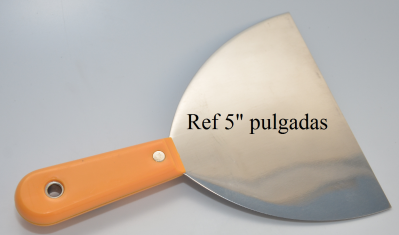 Ref 5" pulgadas